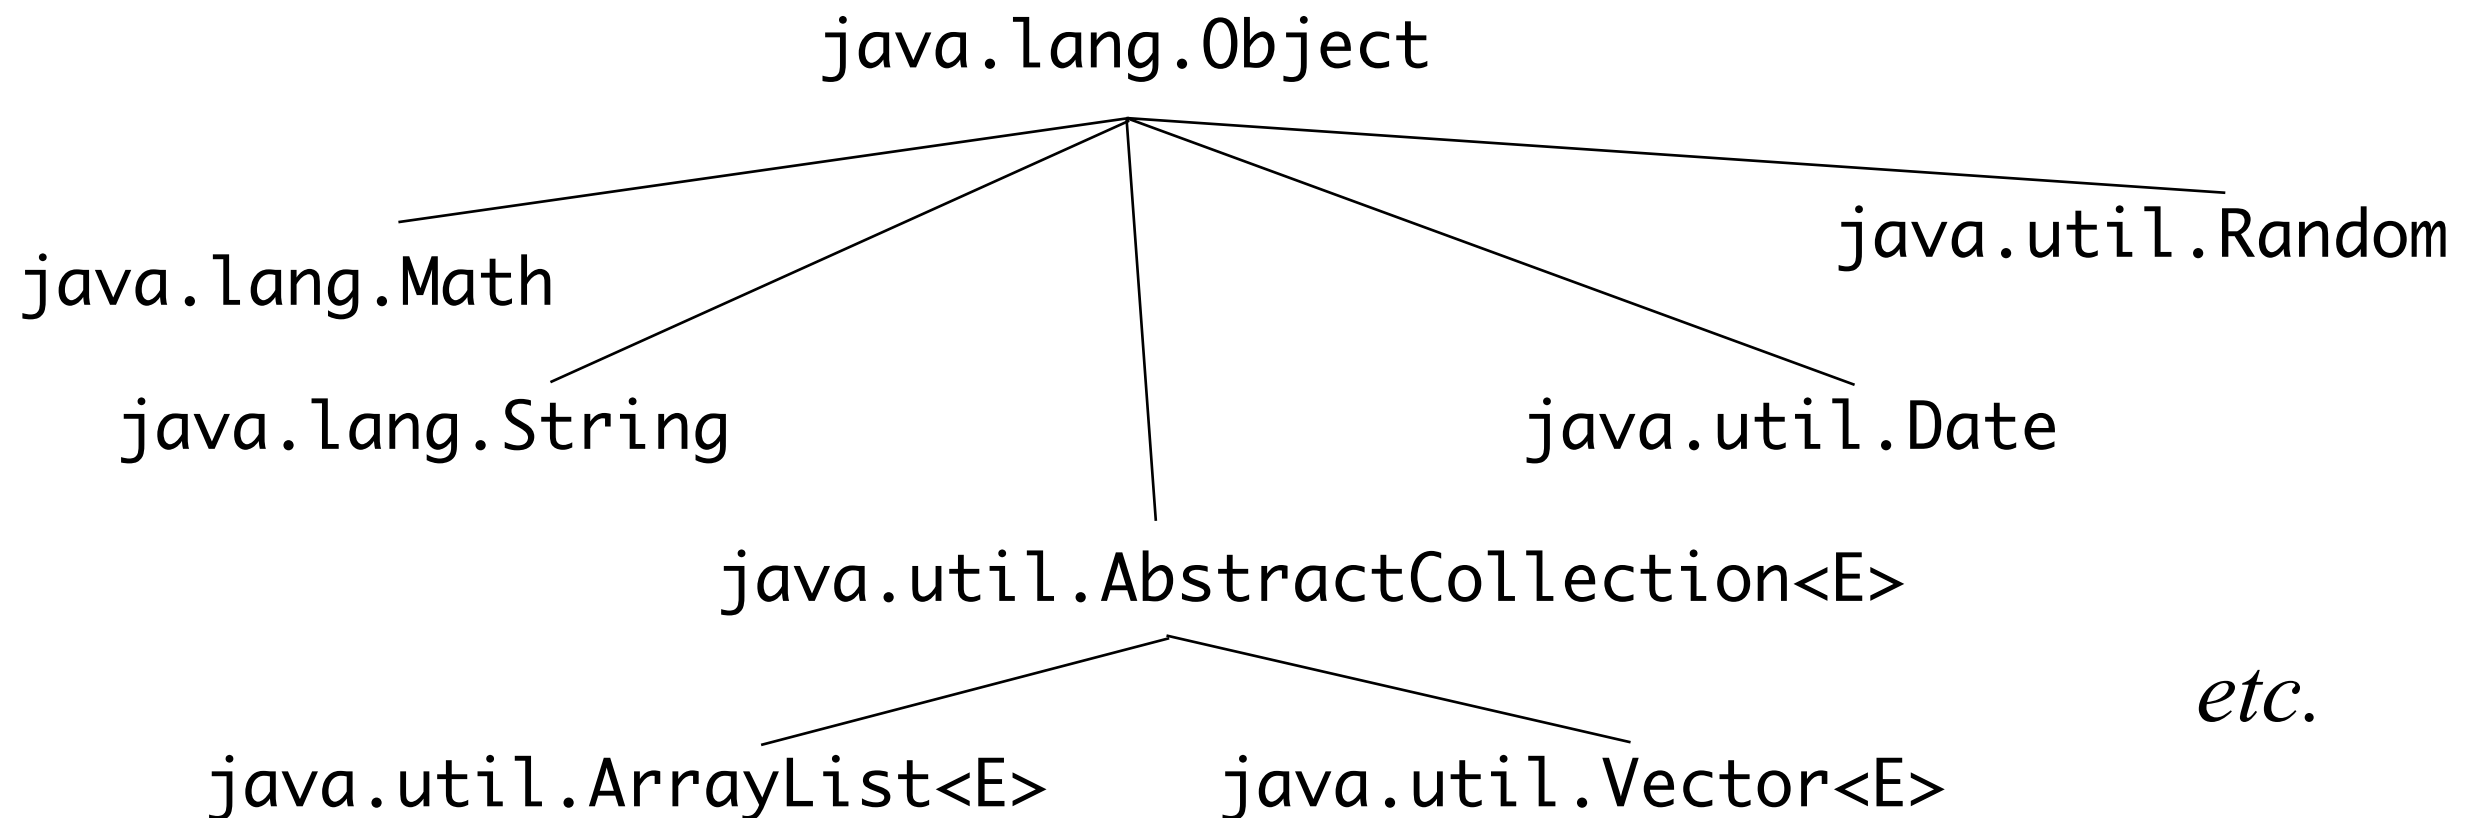 java.lang.Object
java.util.Random
java.lang.Math
java.lang.String
java.util.Date
java.util.AbstractCollection<E>
etc.
java.util.ArrayList<E>
java.util.Vector<E>